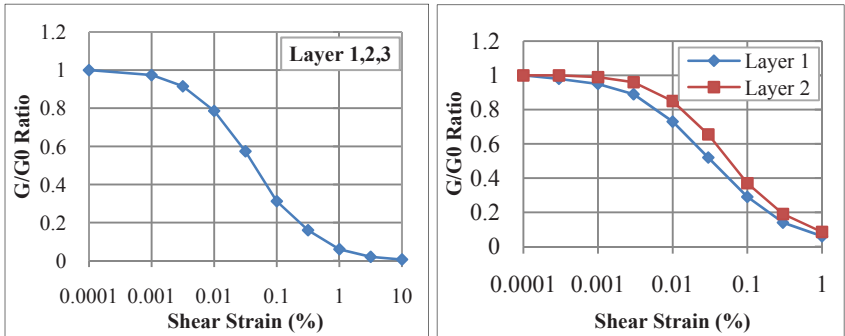 1.2
1
0.8
0.6
0.4
0.2
0
G/G0 Ratio
Layer 1,2,3
0.0001 0.001 0.01 0.1 1 10
Shear Strain (%)
1.2
1
0.8
0.6
0.4
0.2
0
G/G0 Ratio
Layer 1
Layer 2
0.0001 0.001 0.01 0.1 1
Shear Strain (%)